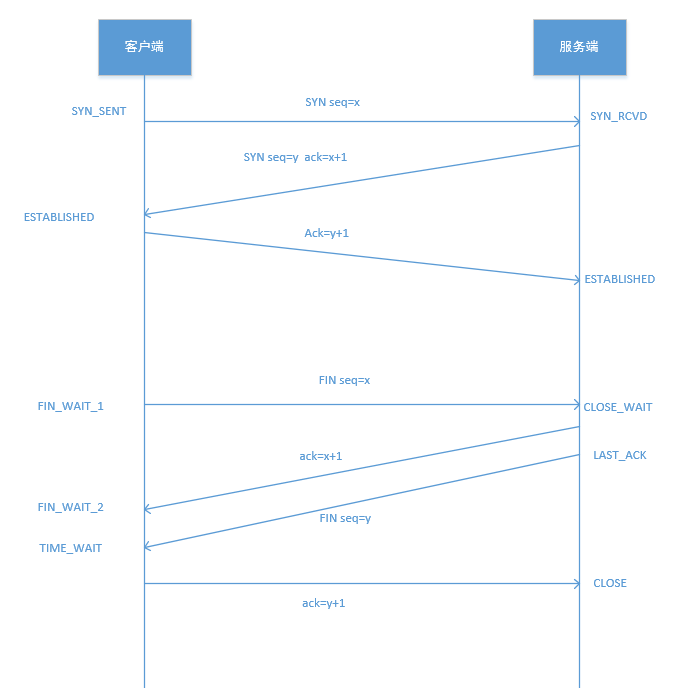 客户端
服务端
SYN seq=x
SYN_SENT
SYN_RCVD
SYN seq=y  ack=x+1
ESTABLISHED
Ack=y+1
ESTABLISHED
FIN seq=x
FIN_WAIT_1
CLOSE_WAIT
ack=x+1
LAST_ACK
FIN_WAIT_2
FIN seq=y
TIME_WAIT
CLOSE
ack=y+1